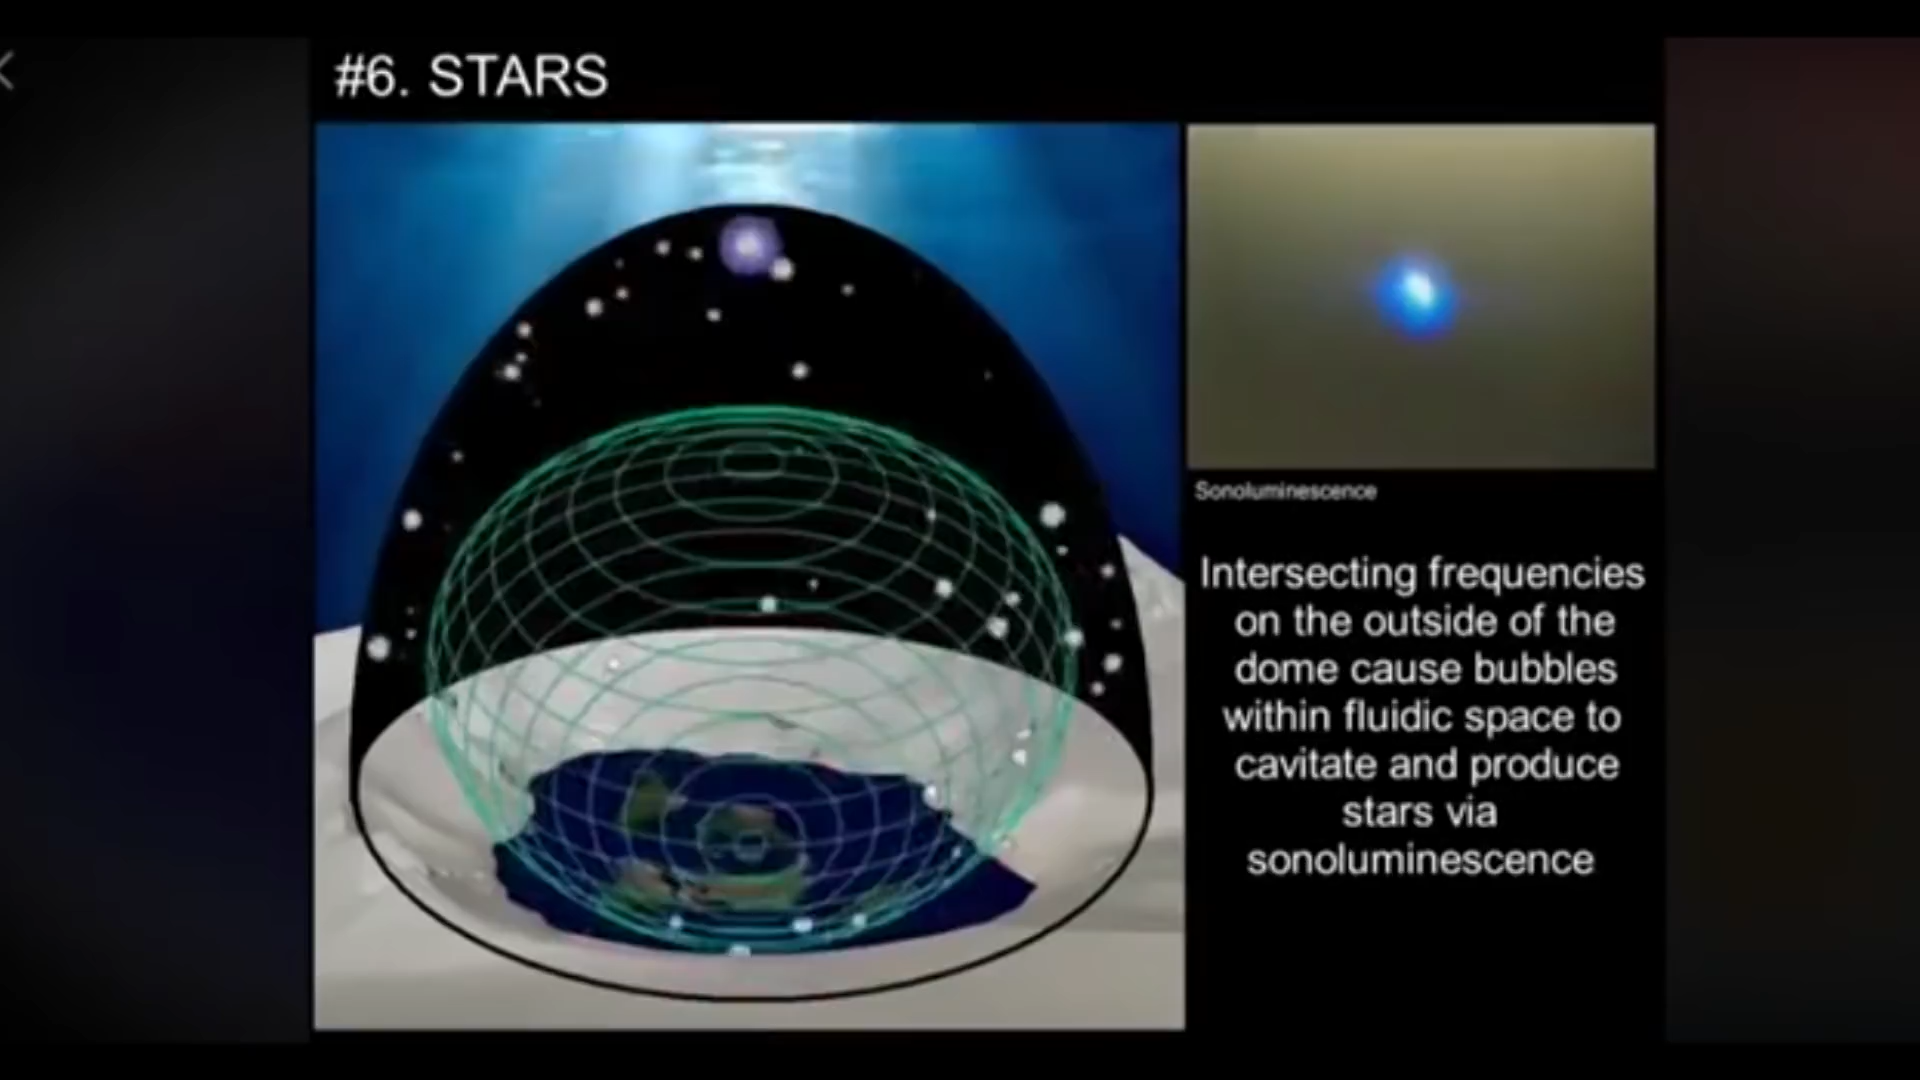 #6. STARS
Sonoluminescence
Intersecting frequencies
on the outside of the
dome cause bubbles
within fluidic space to
cavitate and produce
stars via
sonoluminescence